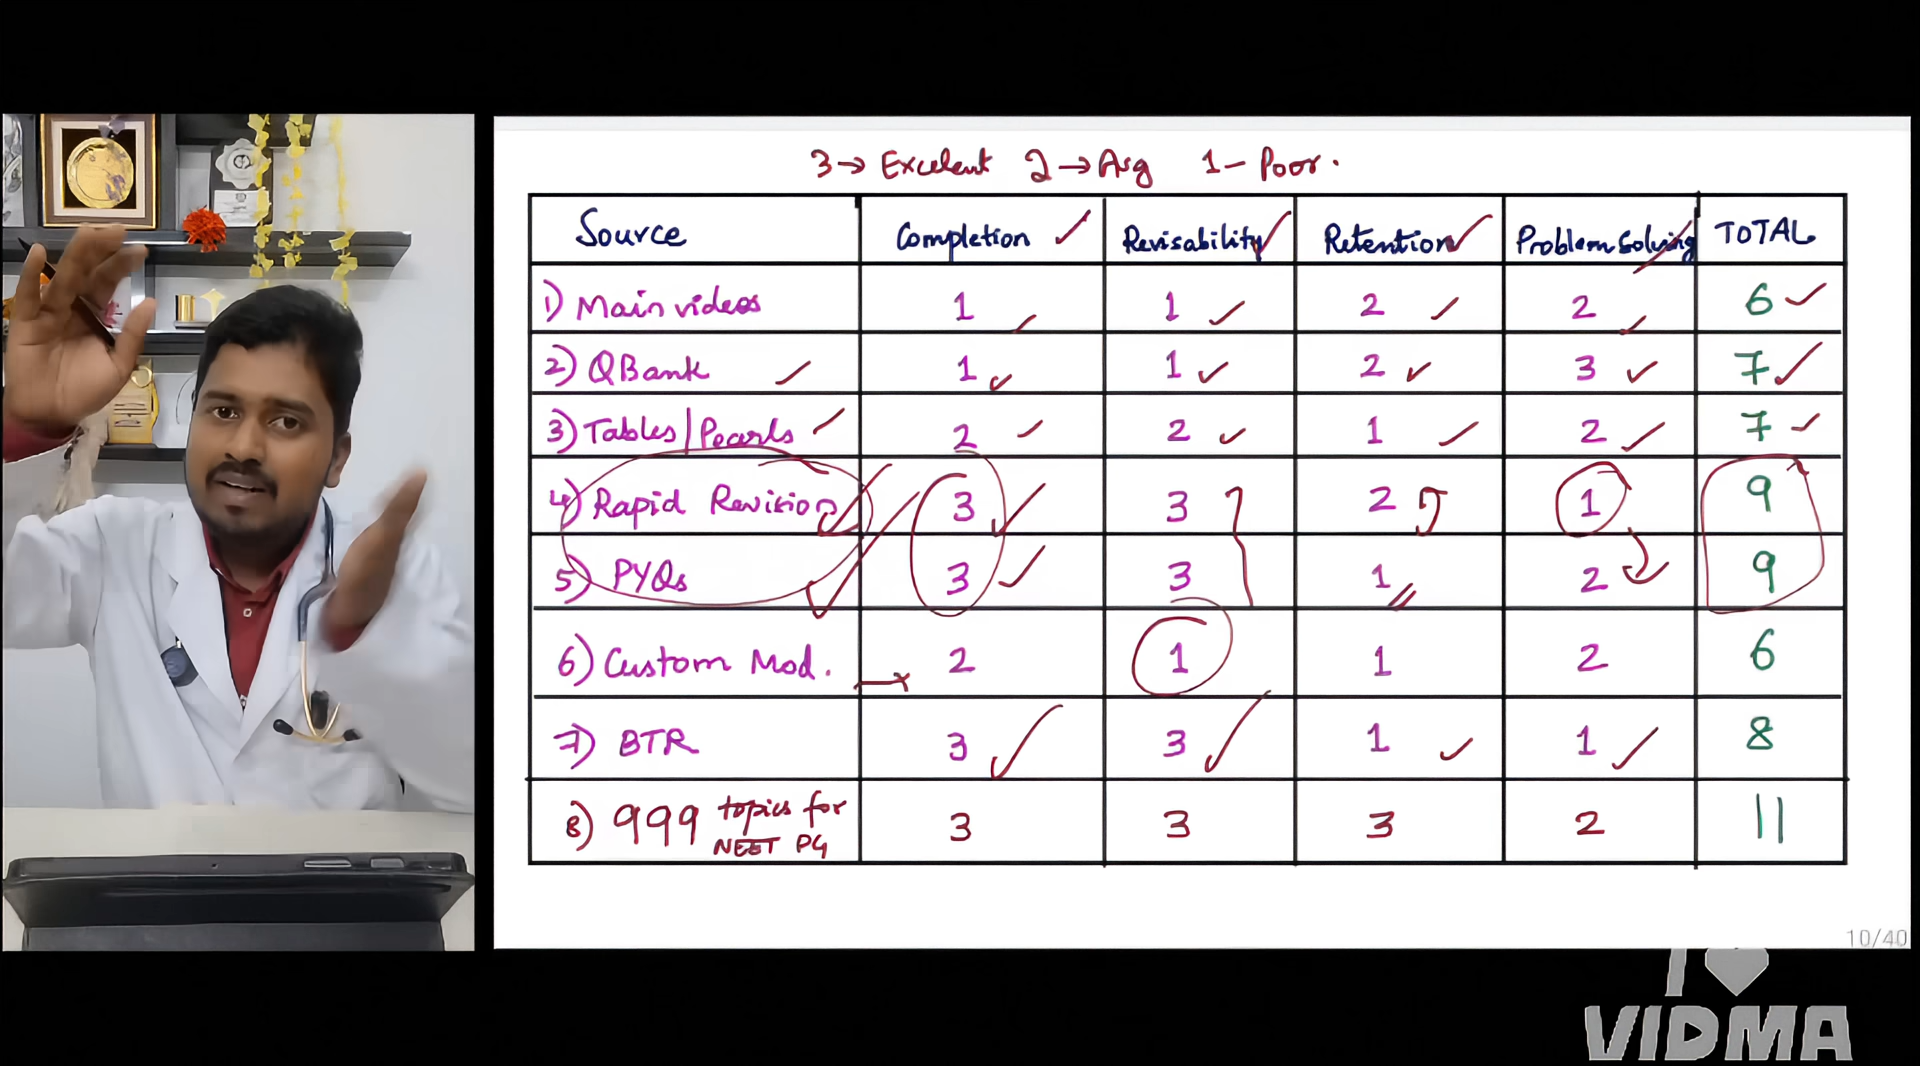 3→ Excelent 2→Avg 1- Poor.
Source Completion Revisability Retention Problem Solving TOTAL
1) Main videos 1 1 2 2 6
2) QBank 1 1 2 3 7
3) Tables/Pearls 2 2 1 2 7
4) Rapid Revision 3 3 2 1 9
5) PYQs 3 3 1 2 9
6) Custom Mod. 2 1 1 2 6
7) BTR 3 3 1 1 8
8) 999 topics for NEET PG 3 3 3 2 11
10/40
I
VIDMA